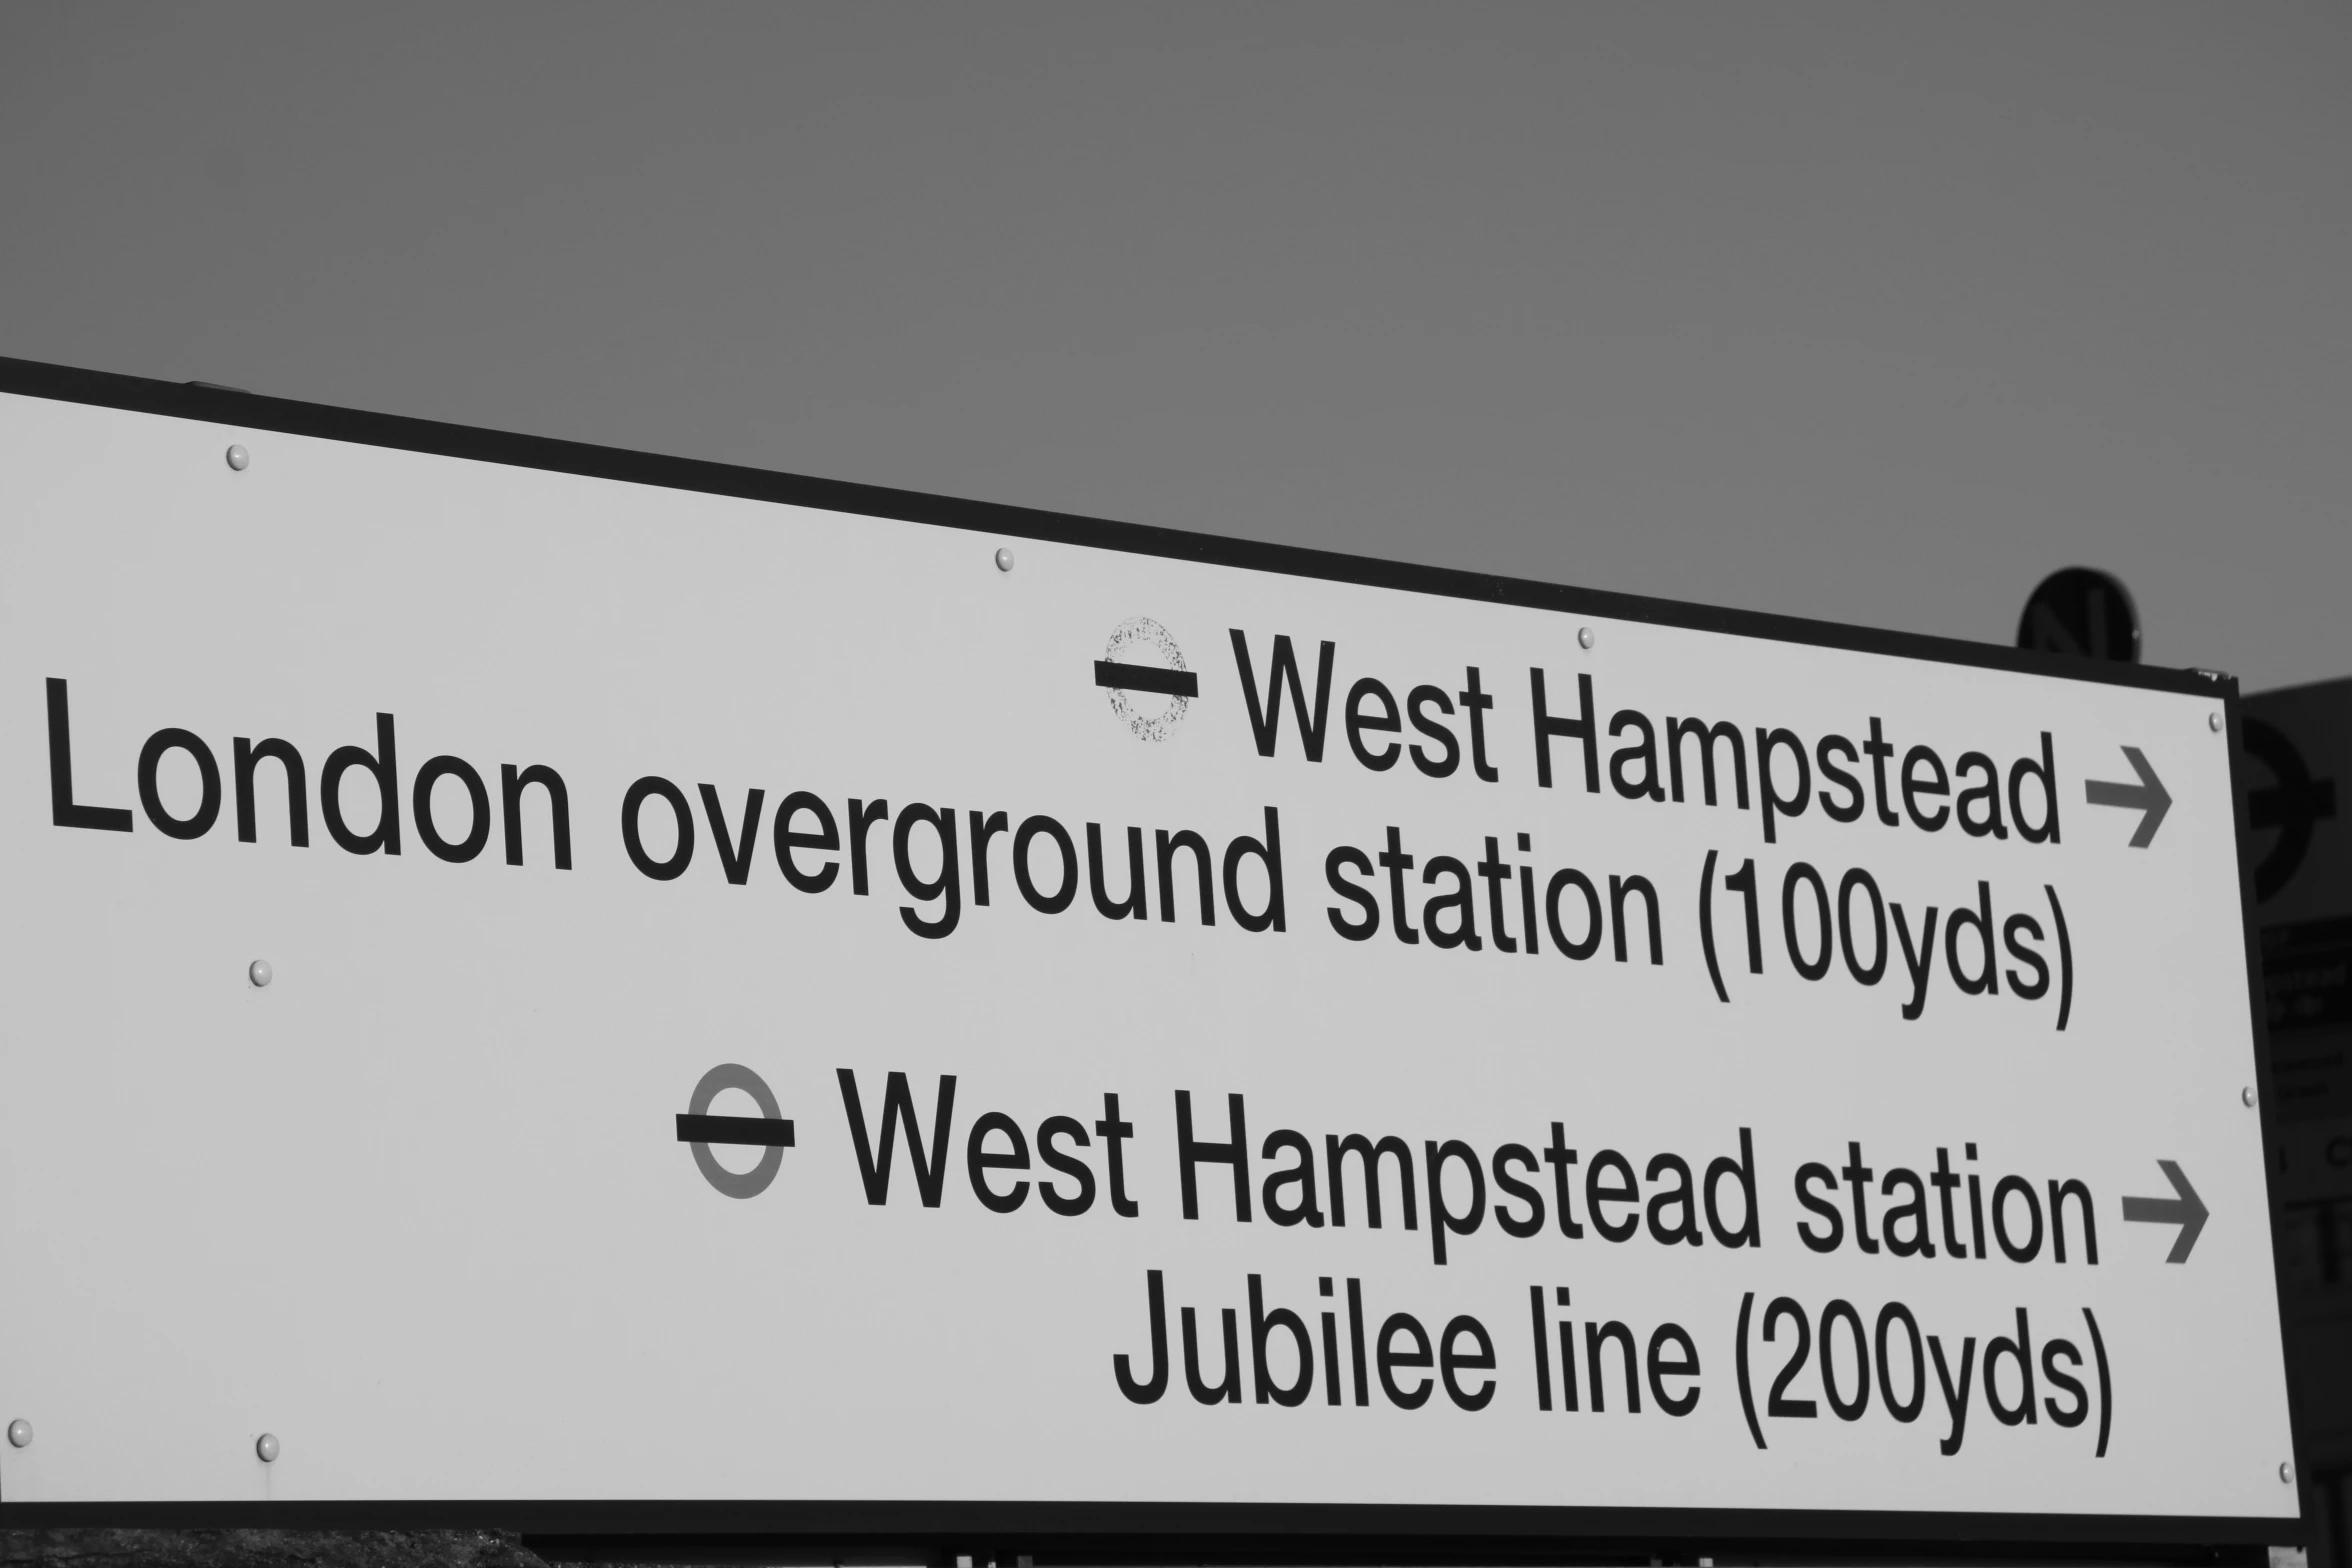 West Hampstead →
London overground station (100yds)
West Hampstead station →
Jubilee line (200yds)
N